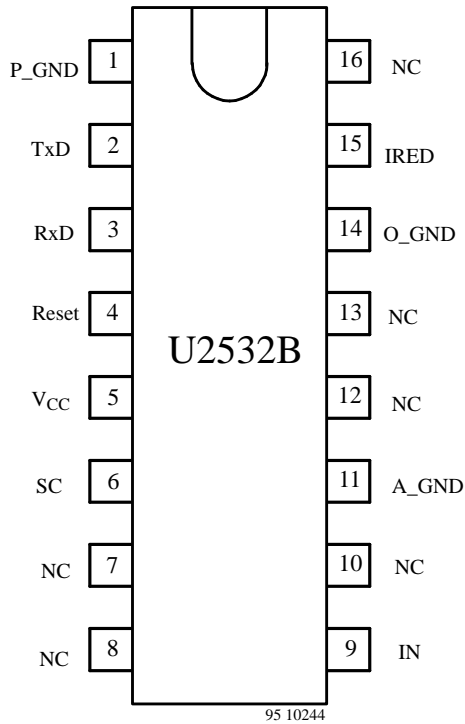 P_GND 1 16 NC
TxD 2 15 IRED
RxD 3 14 O_GND
Reset 4 13 NC
U2532B
VCC 5 12 NC
SC 6 11 A_GND
NC 7 10 NC
NC 8 9 IN
95 10244